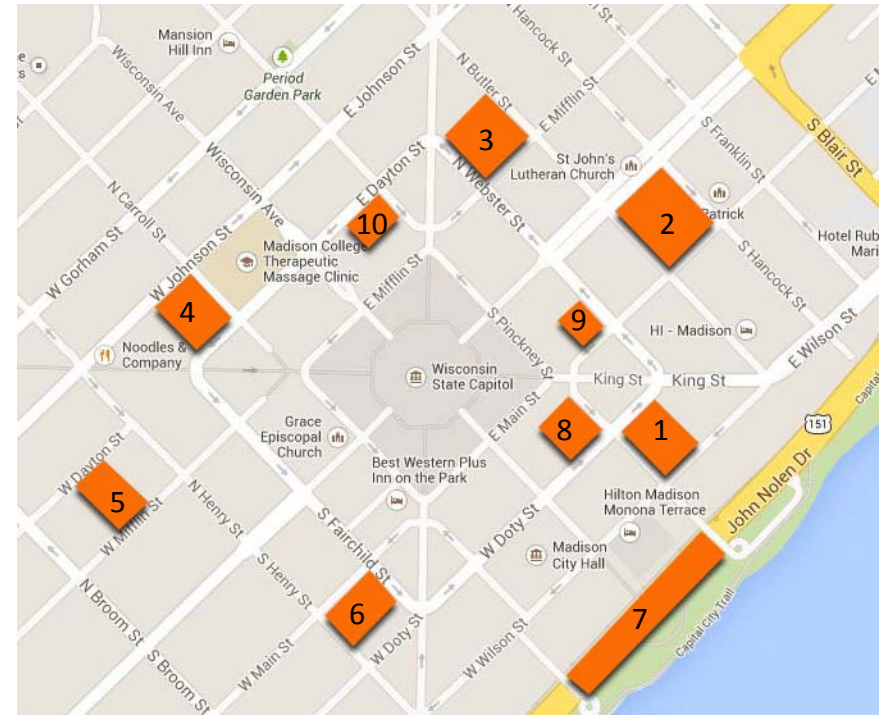 Mansion
Hill Inn
Period
Garden Park
Wisconsin Ave
E Johnson St
N Butler St
N Hancock St
E Mifflin St
3
St John's
Lutheran Church
S Franklin St
S Blair St
N Carroll St
Wisconsin Ave
E Dayton St
N Webster St
10
2
Patrick
Hotel Rub
Mari
W Gorham St
W Johnson St
Madison College
Therapeutic
Massage Clinic
E Mifflin St
S Hancock St
4
9
S Pinckney St
HI - Madison
E Wilson St
Noodles &
Company
Wisconsin
State Capitol
King St
King St
Capital
151
Grace
Episcopal
Church
E Main St
8
1
W Dayton St
5
W Mifflin St
N Henry St
Best Western Plus
Inn on the Park
Hilton Madison
Monona Terrace
John Nolen Dr
S Fairchild St
W Doty St
Madison
City Hall
N Broom St
S Henry St
6
7
Capital City Trail
S Broom St
W Main St
W Doty St
W Wilson St